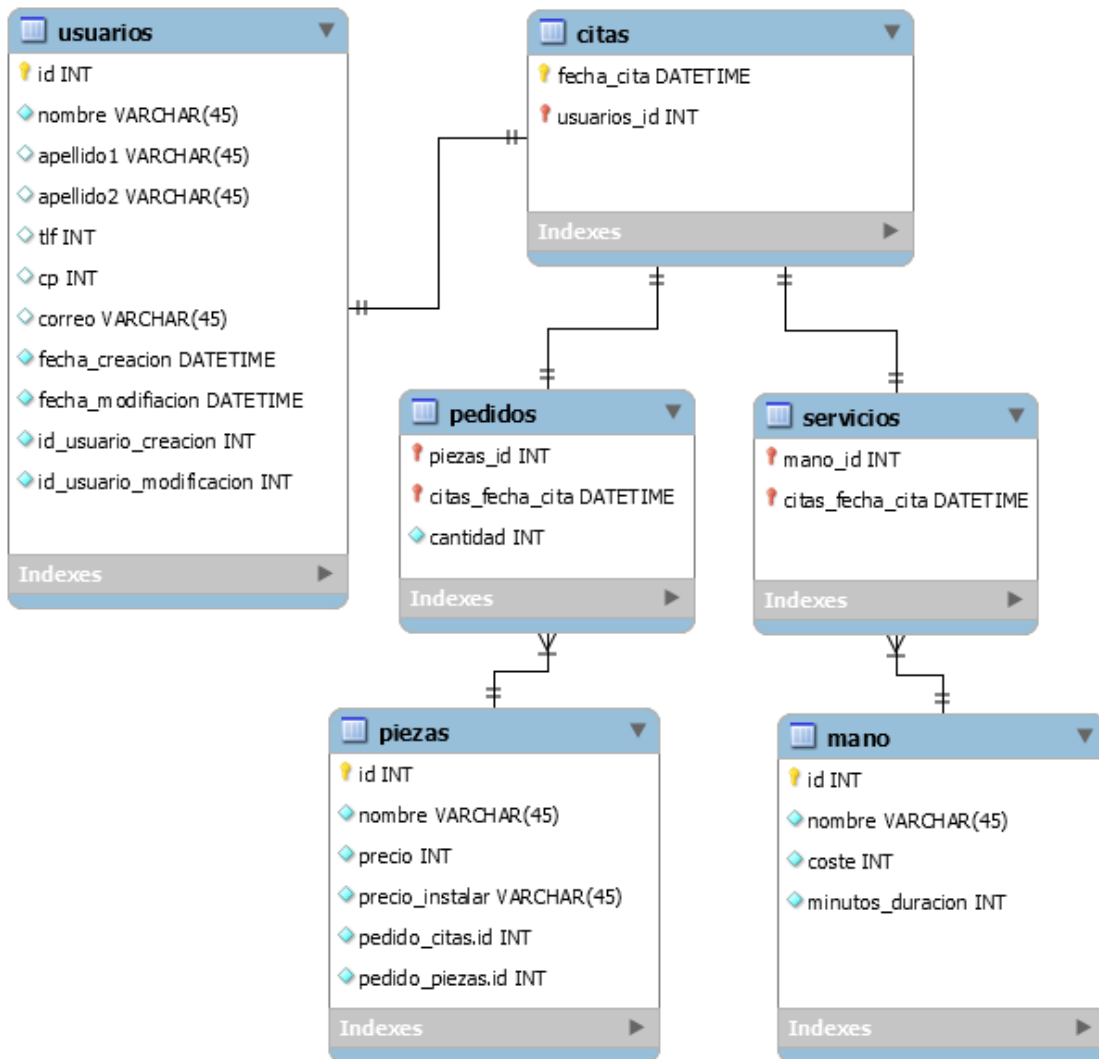 usuarios
id INT
nombre VARCHAR(45)
apellido1 VARCHAR(45)
apellido2 VARCHAR(45)
tlf INT
cp INT
correo VARCHAR(45)
fecha_creacion DATETIME
fecha_modifiacion DATETIME
id_usuario_creacion INT
id_usuario_modificacion INT
Indexes
citas
fecha_cita DATETIME
usuarios_id INT
Indexes
pedidos
piezas_id INT
citas_fecha_cita DATETIME
cantidad INT
Indexes
servicios
mano_id INT
citas_fecha_cita DATETIME
Indexes
piezas
id INT
nombre VARCHAR(45)
precio INT
precio_instalar VARCHAR(45)
pedido_citas.id INT
pedido_piezas.id INT
Indexes
mano
id INT
nombre VARCHAR(45)
coste INT
minutos_duracion INT
Indexes